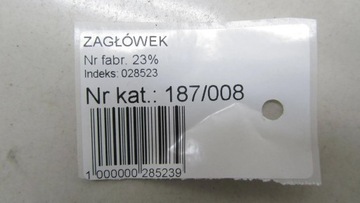 ZAGŁÓWEK
Nr fabr. 23%
Indeks: 028523
Nr kat.: 187/008
1 000000 285239